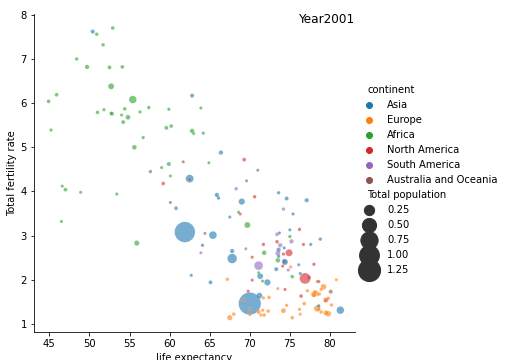 Year2001
8
7
6
5
4
3
2
1
Total fertility rate
45 50 55 60 65 70 75 80
life expectancy
continent
Asia
Europe
Africa
North America
South America
Australia and Oceania
Total population
0.25
0.50
0.75
1.00
1.25